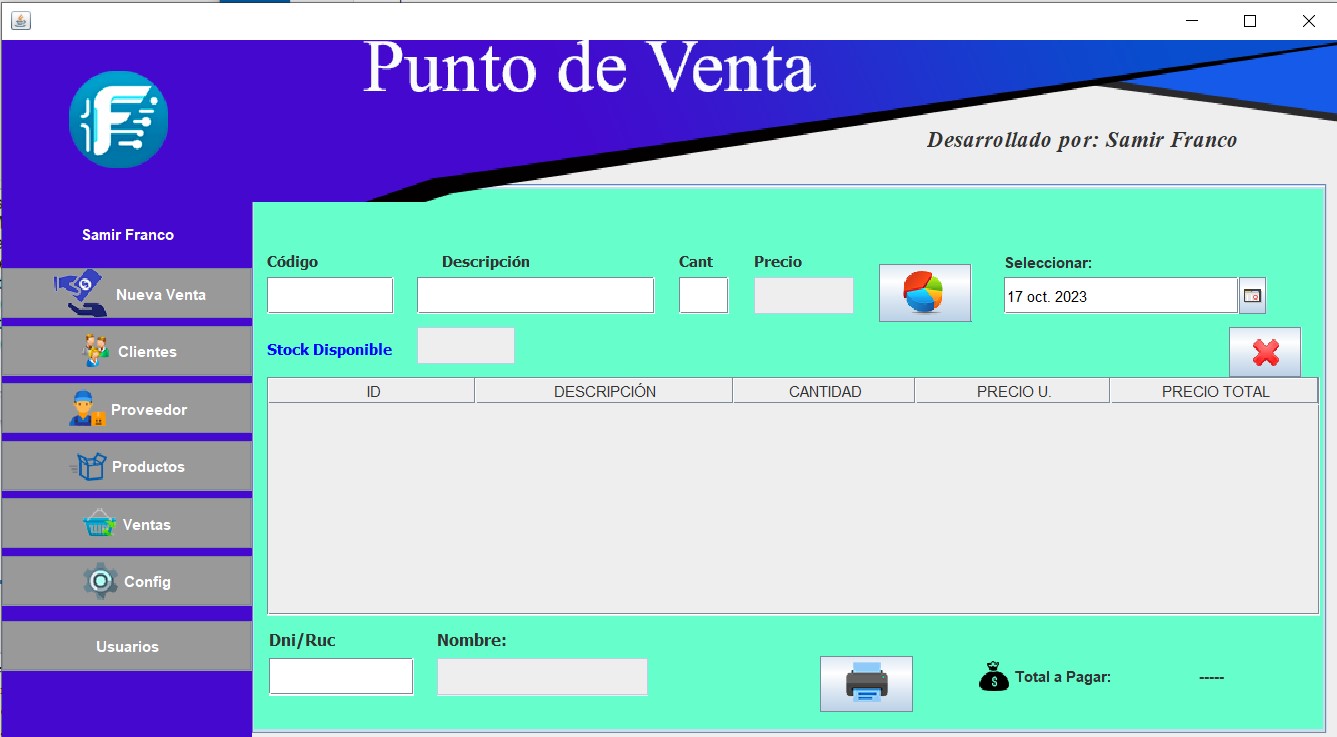 Punto de Venta
Desarrollado por: Samir Franco
F
Samir Franco
Nueva Venta
Clientes
Proveedor
Productos
Ventas
Config
Usuarios
Código Descripción Cant Precio Seleccionar:
17 oct. 2023
Stock Disponible
ID DESCRIPCIÓN CANTIDAD PRECIO U. PRECIO TOTAL
Dni/Ruc Nombre:
$ Total a Pagar: -----